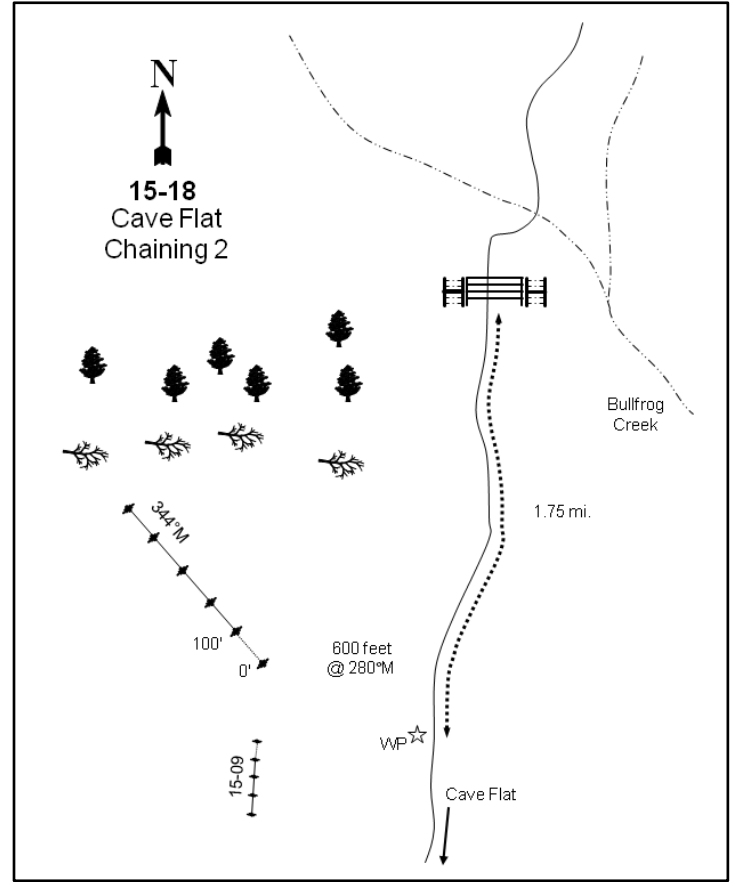 N
15-18
Cave Flat
Chaining 2
Bullfrog
Creek
344°M
1.75 mi.
100'
0'
600 feet
@ 280°M
WP
15-09
Cave Flat